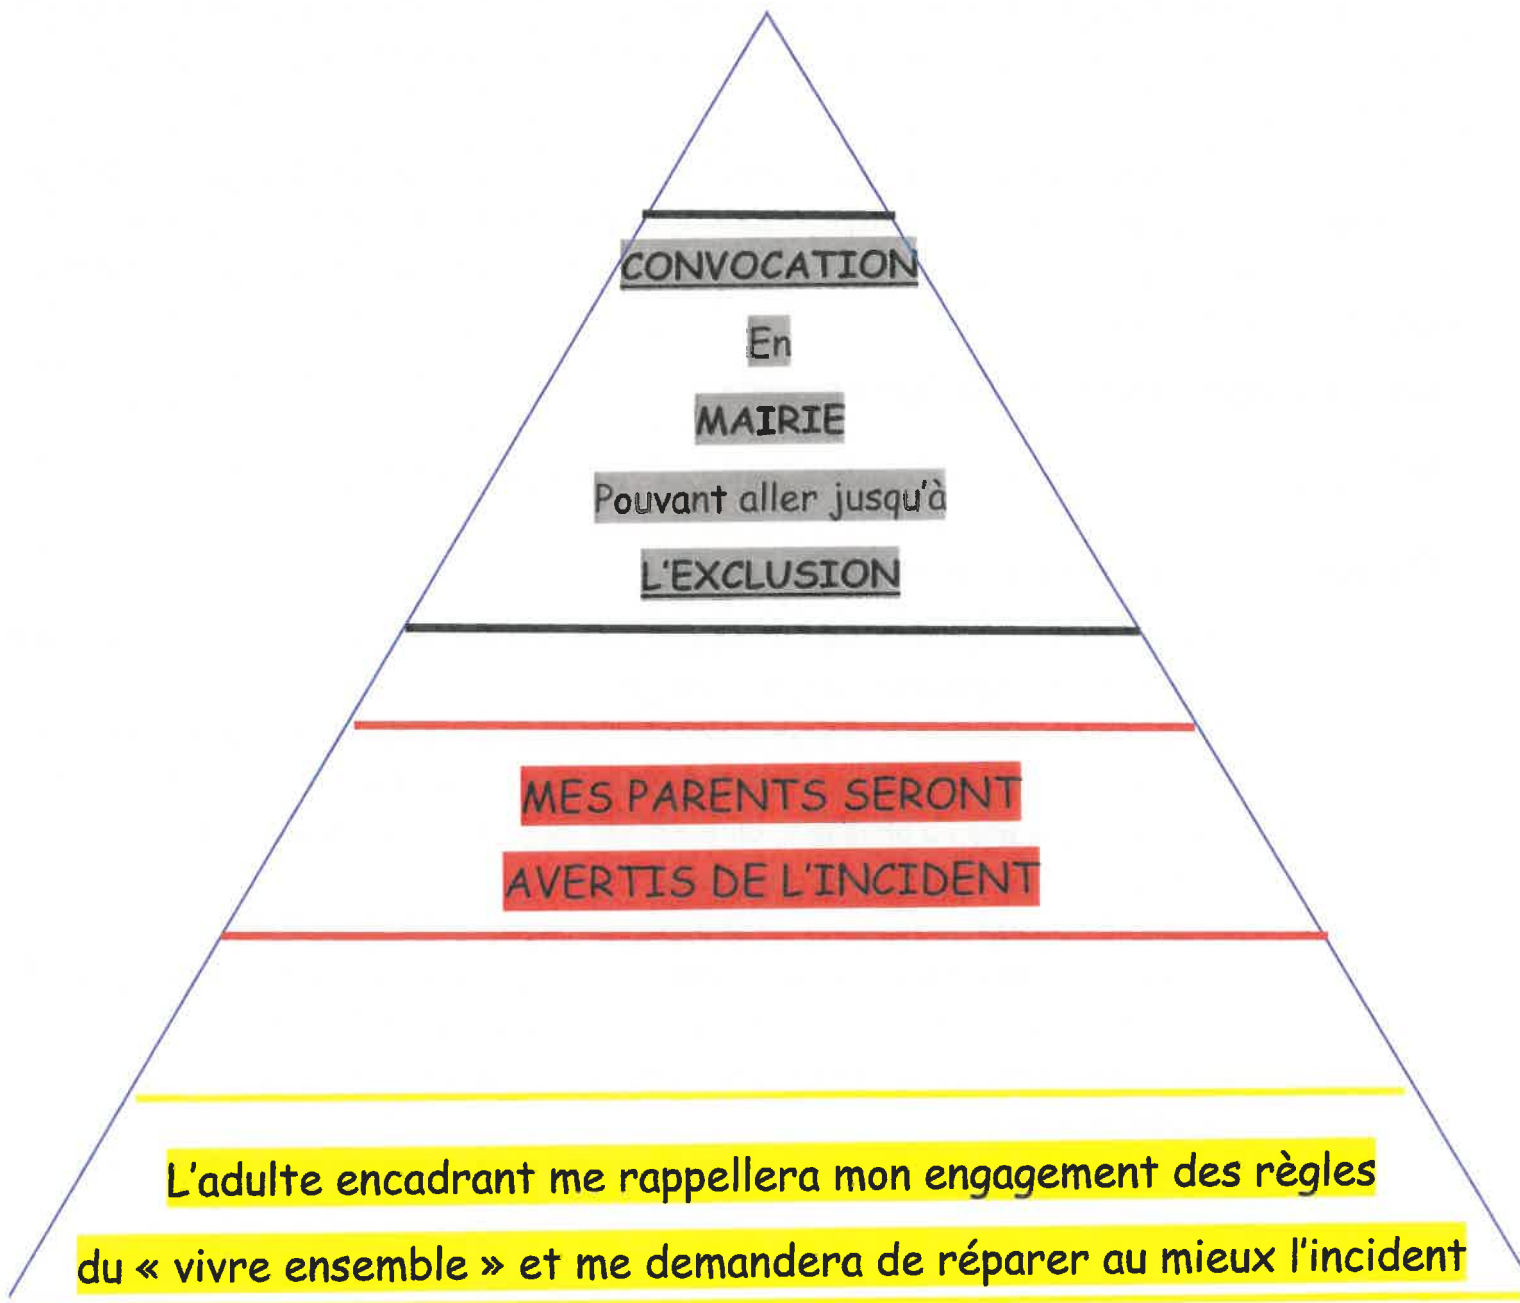 CONVOCATION
En
MAIRIE
Pouvant aller jusqu'à
L'EXCLUSION
MES PARENTS SERONT
AVERTIS DE L'INCIDENT
L'adulte encadrant me rappellera mon engagement des règles
du « vivre ensemble » et me demandera de réparer au mieux l'incident